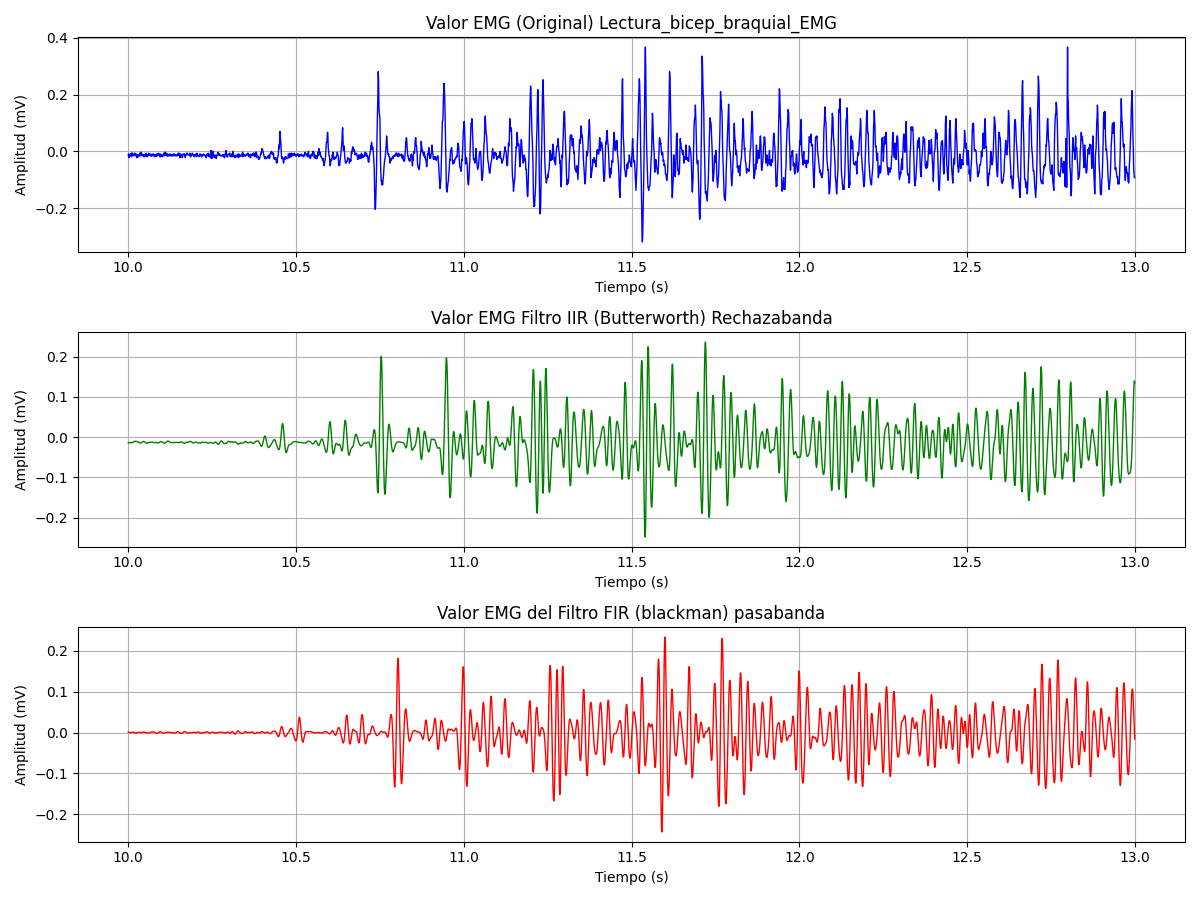 Valor EMG (Original) Lectura_bicep_braquial_EMG
Amplitud (mV)
0.4
0.2
0.0
−0.2
10.0 10.5 11.0 11.5 12.0 12.5 13.0
Tiempo (s)
Valor EMG Filtro IIR (Butterworth) Rechazabanda
Amplitud (mV)
0.2
0.1
0.0
−0.1
−0.2
10.0 10.5 11.0 11.5 12.0 12.5 13.0
Tiempo (s)
Valor EMG del Filtro FIR (blackman) pasabanda
Amplitud (mV)
0.2
0.1
0.0
−0.1
−0.2
10.0 10.5 11.0 11.5 12.0 12.5 13.0
Tiempo (s)